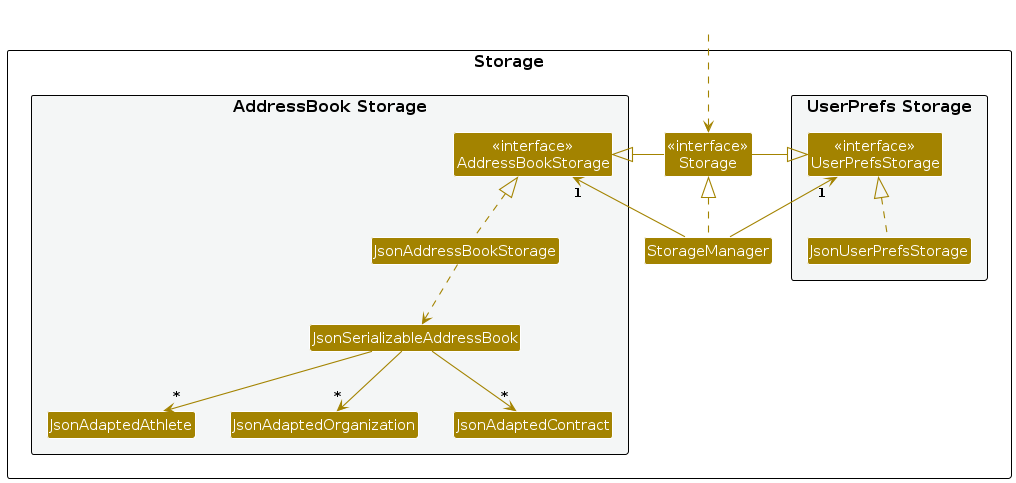 Storage
AddressBook Storage
UserPrefs Storage
«interface»
AddressBookStorage
«interface»
Storage
«interface»
UserPrefsStorage
1
1
JsonAddressBookStorage
StorageManager
JsonUserPrefsStorage
JsonSerializableAddressBook
*
*
*
JsonAdaptedAthlete
JsonAdaptedOrganization
JsonAdaptedContract